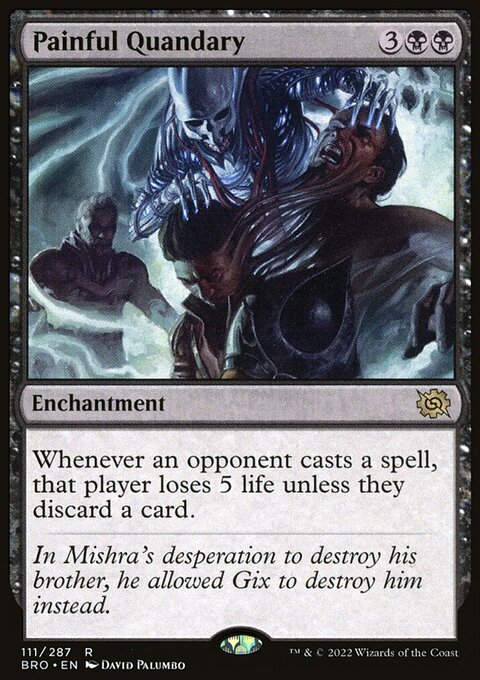 Painful Quandary 3
Enchantment
Whenever an opponent casts a spell,
that player loses 5 life unless they
discard a card.
In Mishra's desperation to destroy his
brother, he allowed Gix to destroy him
instead.
111/287 R
BRO • EN DAVID PALUMBO ™ & © 2022 Wizards of the Coast